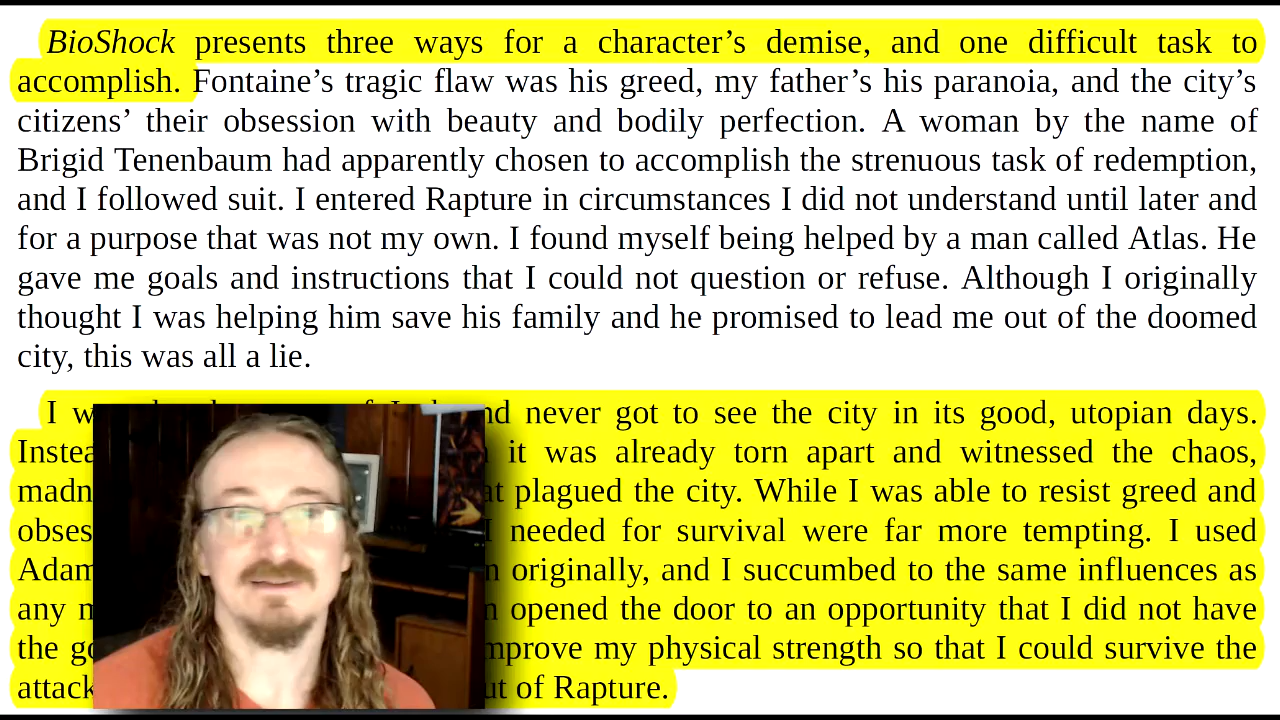 BioShock presents three ways for a character’s demise, and one difficult task to
accomplish. Fontaine’s tragic flaw was his greed, my father’s his paranoia, and the city’s
citizens’ their obsession with beauty and bodily perfection. A woman by the name of
Brigid Tenenbaum had apparently chosen to accomplish the strenuous task of redemption,
and I followed suit. I entered Rapture in circumstances I did not understand until later and
for a purpose that was not my own. I found myself being helped by a man called Atlas. He
gave me goals and instructions that I could not question or refuse. Although I originally
thought I was helping him save his family and he promised to lead me out of the doomed
city, this was all a lie.
I never got to see the city in its good, utopian days.
it was already torn apart and witnessed the chaos,
plagued the city. While I was able to resist greed and
I needed for survival were far more tempting. I used
Adam originally, and I succumbed to the same influences as
any opened the door to an opportunity that I did not have
the improve my physical strength so that I could survive the
of Rapture.